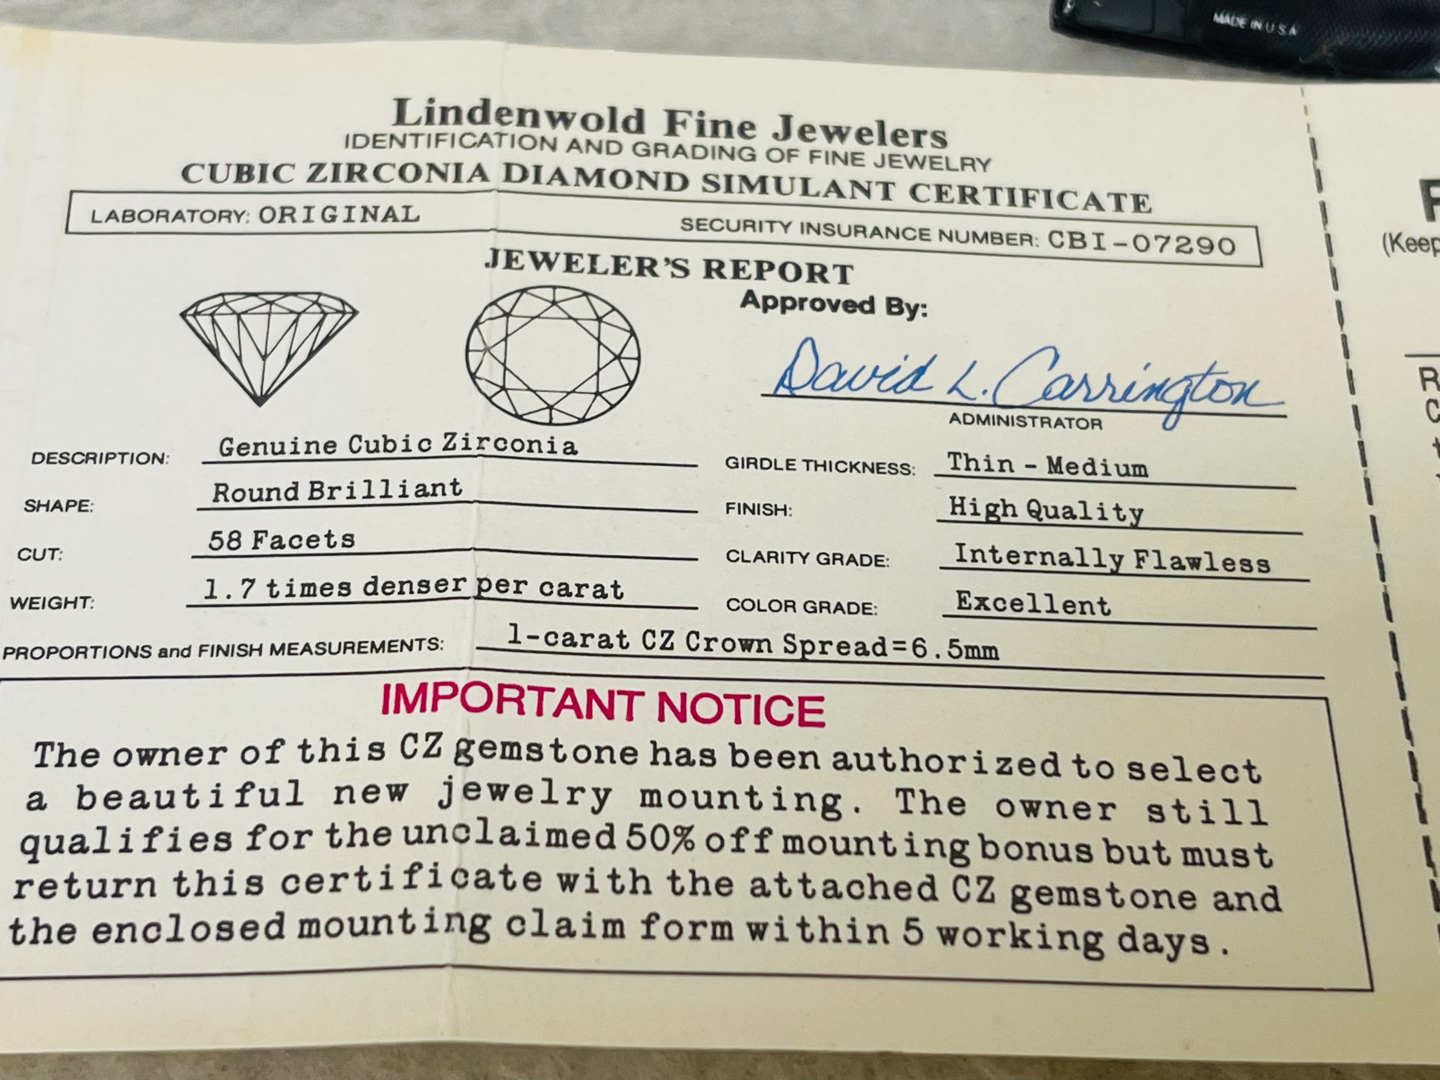 MADE IN U.S.A
Lindenwold Fine Jewelers
IDENTIFICATION AND GRADING OF FINE JEWELRY
CUBIC ZIRCONIA DIAMOND SIMULANT CERTIFICATE
LABORATORY: ORIGINAL SECURITY INSURANCE NUMBER: CBI-07290
(Keep
JEWELER'S REPORT
Approved By:
David L. Carrington
ADMINISTRATOR
DESCRIPTION: Genuine Cubic Zirconia
SHAPE: Round Brilliant
CUT: 58 Facets
WEIGHT: 1.7 times denser per carat
GIRDLE THICKNESS: Thin - Medium
FINISH: High Quality
CLARITY GRADE: Internally Flawless
COLOR GRADE: Excellent
PROPORTIONS and FINISH MEASUREMENTS: 1-carat CZ Crown Spread=6.5mm
IMPORTANT NOTICE
The owner of this CZ gemstone has been authorized to select
a beautiful new jewelry mounting. The owner still
qualifies for the unclaimed 50% off mounting bonus but must
return this certificate with the attached CZ gemstone and
the enclosed mounting claim form within 5 working days.